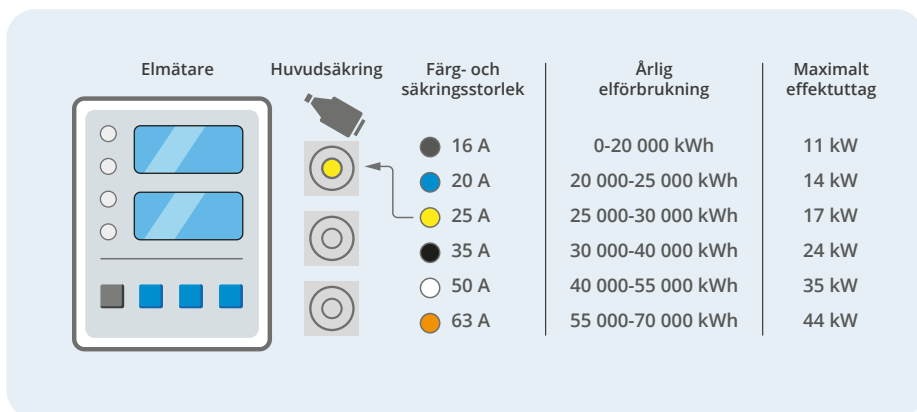 Elmätare
Huvudsäkring
Färg- och
säkringsstorlek
Årlig
elförbrukning
Maximalt
effektuttag
16 A 0-20 000 kWh 11 kW
20 A 20 000-25 000 kWh 14 kW
25 A 25 000-30 000 kWh 17 kW
35 A 30 000-40 000 kWh 24 kW
50 A 40 000-55 000 kWh 35 kW
63 A 55 000-70 000 kWh 44 kW